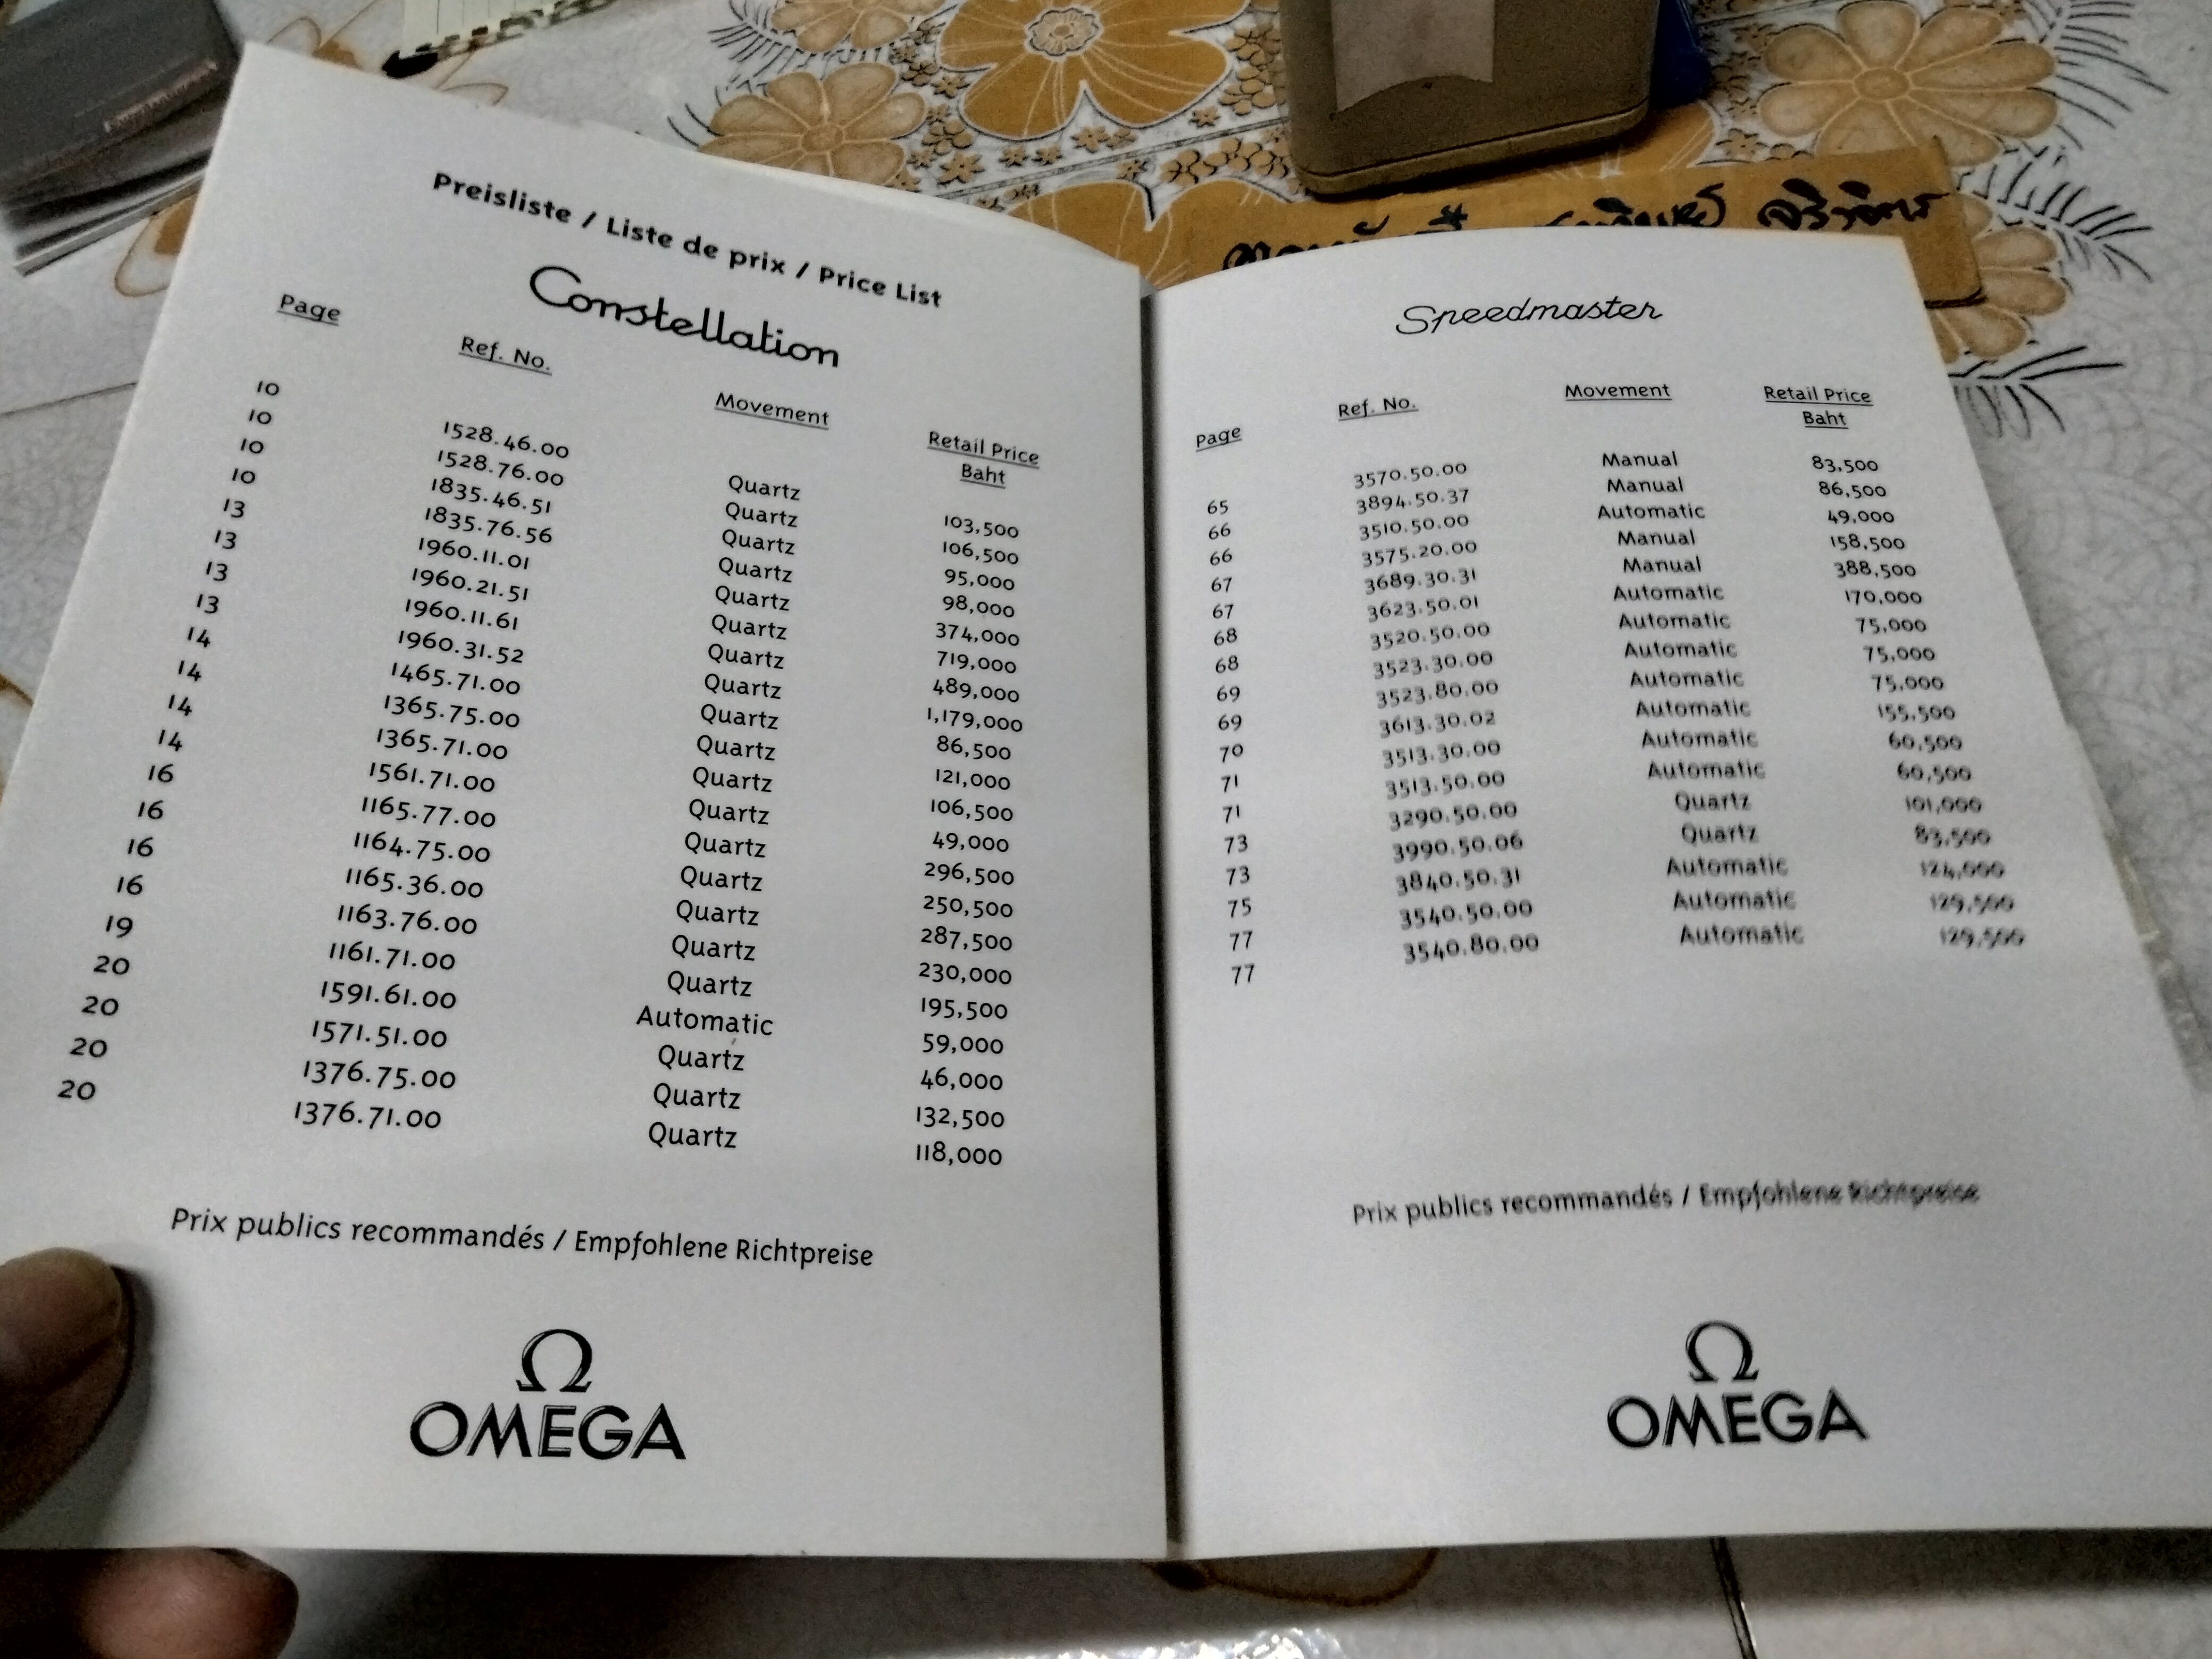 Preisliste / Liste de prix / Price List
Constellation
Page Ref. No. Movement Retail Price
Baht
10 1528.46.00 Quartz 103,500
10 1528.76.00 Quartz 106,500
10 1835.46.51 Quartz 95,000
10 1835.76.56 Quartz 98,000
13 1960.11.01 Quartz 374,000
13 1960.21.51 Quartz 719,000
13 1960.11.61 Quartz 489,000
13 1960.31.52 Quartz 1,179,000
14 1465.71.00 Quartz 86,500
14 1365.75.00 Quartz 121,000
14 1365.71.00 Quartz 106,500
14 1561.71.00 Quartz 49,000
16 1165.77.00 Quartz 296,500
16 1164.75.00 Quartz 250,500
16 1165.36.00 Quartz 287,500
16 1163.76.00 Quartz 230,000
19 1161.71.00 Quartz 195,500
20 1591.61.00 Automatic 59,000
20 1571.51.00 Quartz 46,000
20 1376.75.00 Quartz 132,500
20 1376.71.00 Quartz 118,000
Prix publics recommandés / Empfohlene Richtpreise
Ω
OMEGA
Speedmaster
Page Ref. No. Movement Retail Price
Baht
65 3570.50.00 Manual 83,500
66 3894.50.37 Manual 86,500
66 3510.50.00 Automatic 49,000
67 3575.20.00 Manual 158,500
67 3689.30.31 Manual 388,500
68 3623.50.01 Automatic 170,000
68 3520.50.00 Automatic 75,000
69 3523.30.00 Automatic 75,000
69 3523.80.00 Automatic 75,000
70 3613.30.02 Automatic 155,500
71 3513.30.00 Automatic 60,500
71 3513.50.00 Automatic 60,500
73 3290.50.00 Quartz 101,000
73 3990.50.06 Quartz 83,500
75 3840.50.31 Automatic 124,000
77 3540.50.00 Automatic 129,500
77 3540.80.00 Automatic 129,500
Prix publics recommandés / Empfohlene Richtpreise
Ω
OMEGA